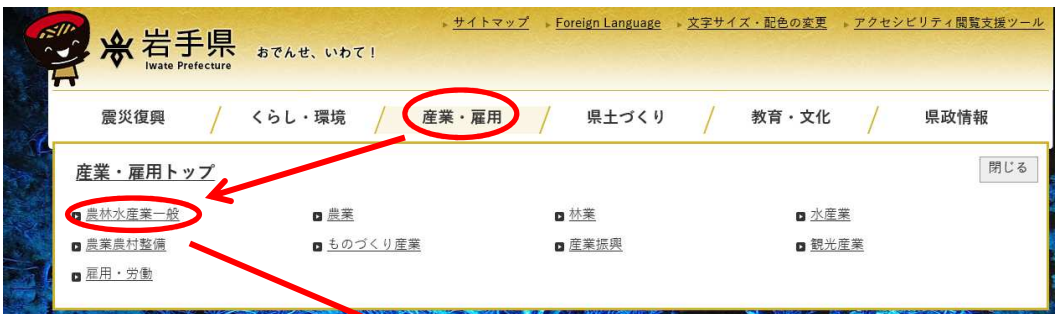 サイトマップ Foreign Language 文字サイズ・配色の変更 アクセシビリティ閲覧支援ツール
岩手県 おでんせ、いわて！
Iwate Prefecture
震災復興 くらし・環境 産業・雇用 県土づくり 教育・文化 県政情報
産業・雇用トップ 閉じる
農林水産業一般 農業 林業 水産業
農業農村整備 ものづくり産業 産業振興 観光産業
雇用・労働